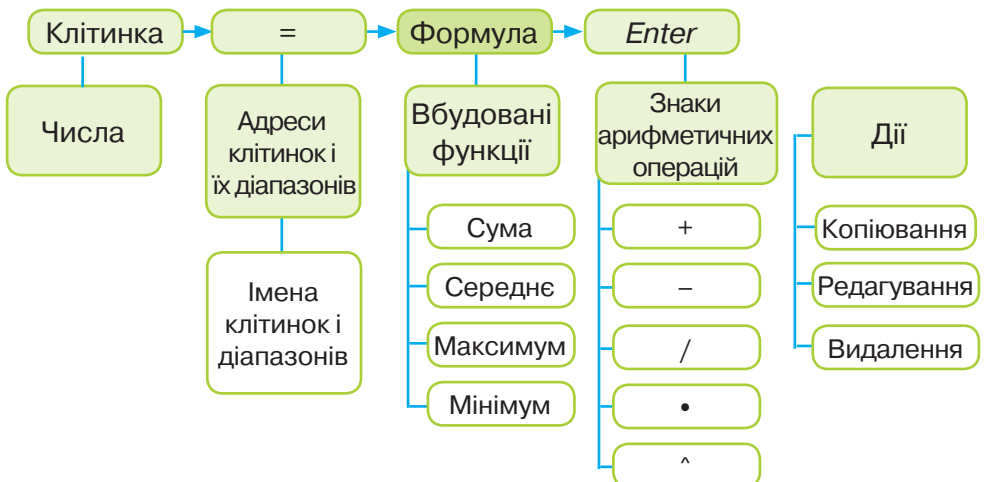 Клітинка
=
Формула
Enter
Числа
Адреси
клітинок і
їх діапазонів
Імена
клітинок і
діапазонів
Вбудовані
функції
Сума
Середнє
Максимум
Мінімум
Знаки
арифметичних
операцій
+
–
/
•
^
Дії
Копіювання
Редагування
Видалення